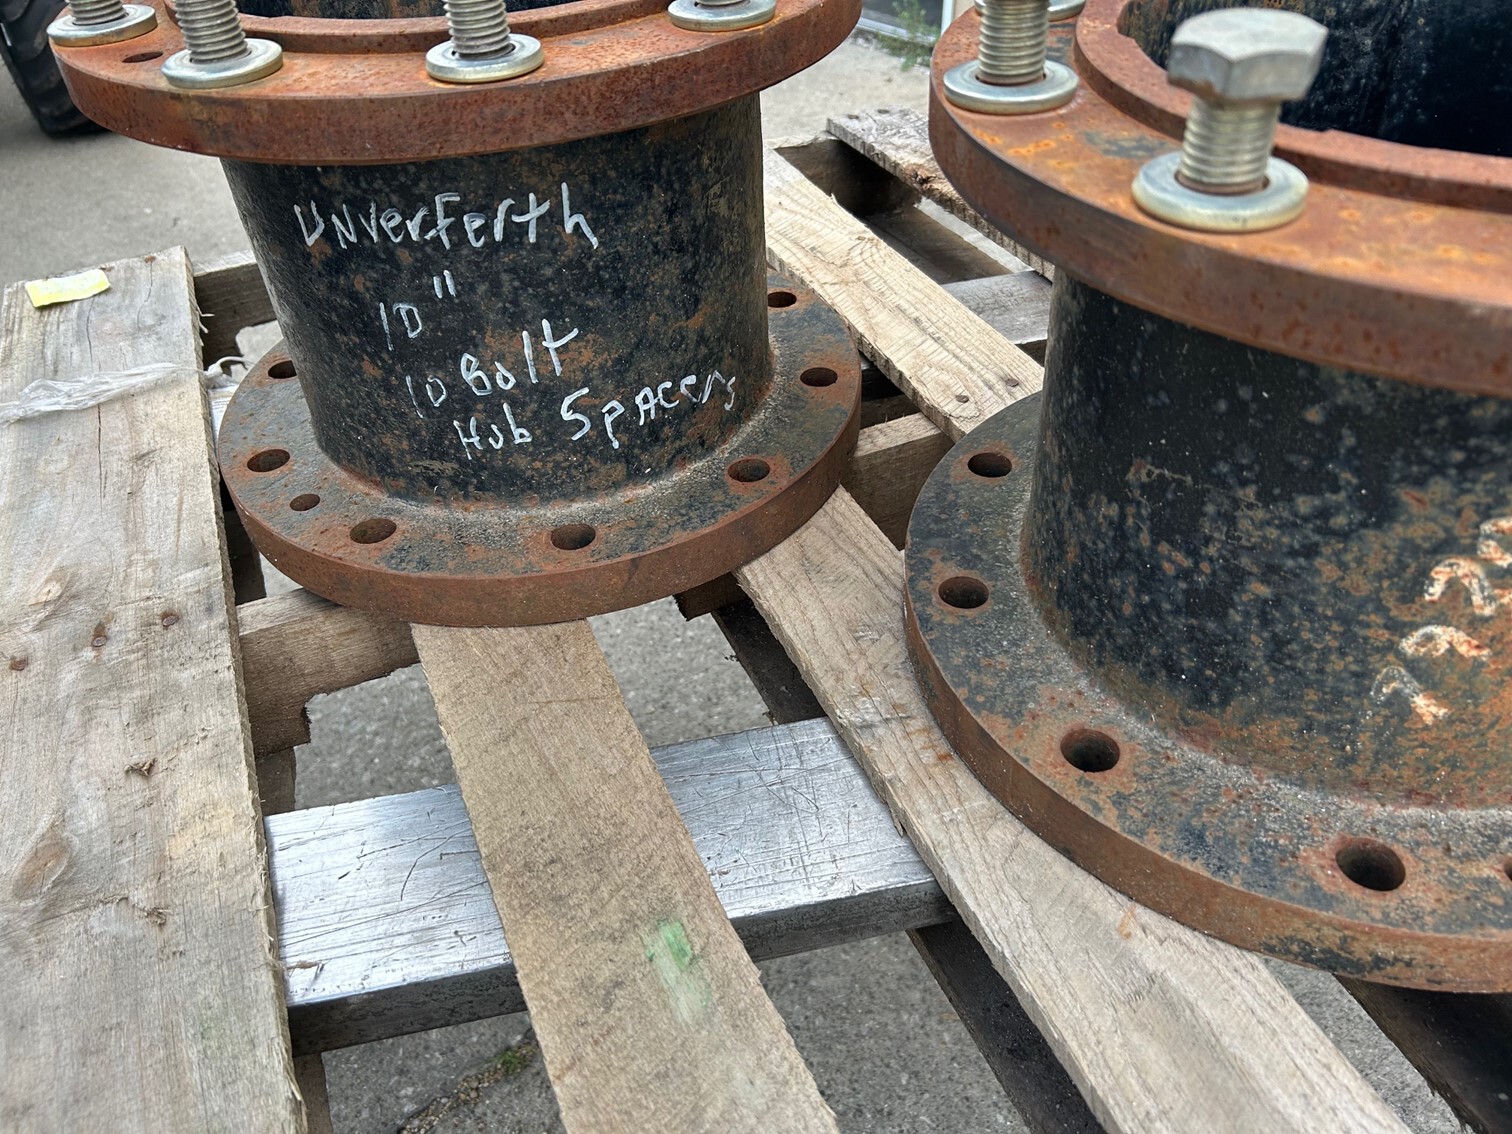 UNVerFerth
10"
10 Bolt
Hub SpACers